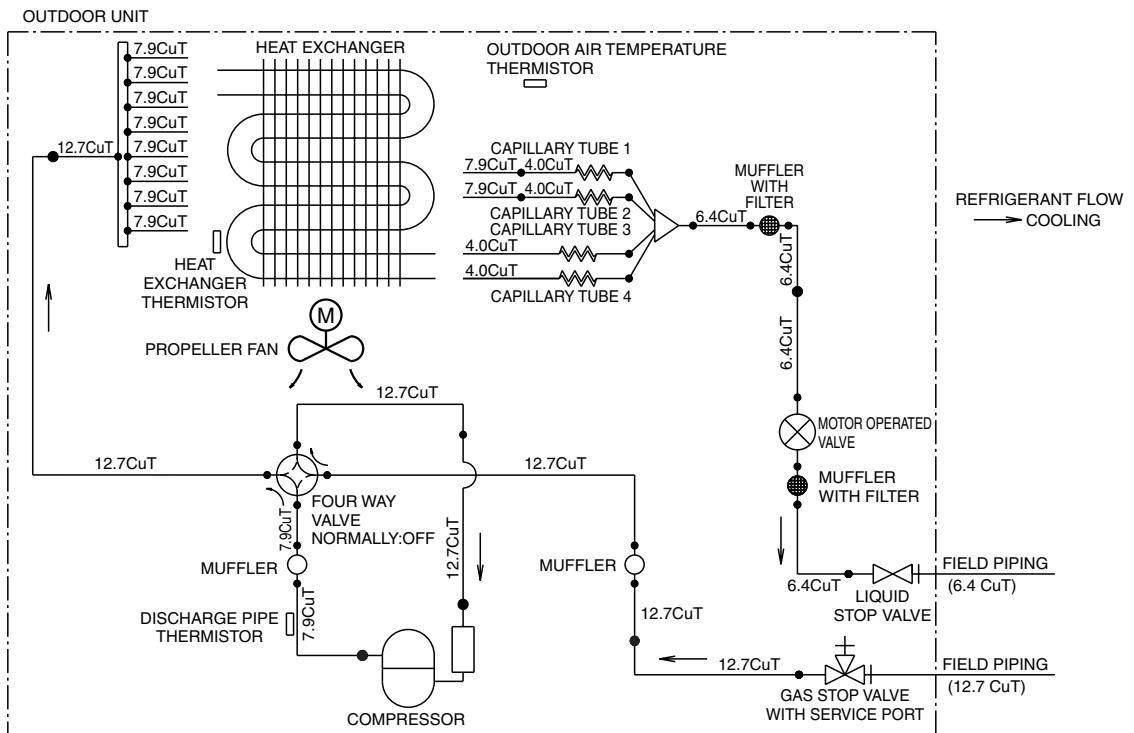 OUTDOOR UNIT
7.9CuT
7.9CuT
7.9CuT
7.9CuT
7.9CuT
7.9CuT
7.9CuT
7.9CuT
12.7CuT
HEAT EXCHANGER
OUTDOOR AIR TEMPERATURE
THERMISTOR
CAPILLARY TUBE 1
7.9CuT
4.0CuT
7.9CuT
4.0CuT
CAPILLARY TUBE 2
CAPILLARY TUBE 3
4.0CuT
4.0CuT
CAPILLARY TUBE 4
6.4CuT
MUFFLER
WITH
FILTER
6.4CuT
6.4CuT
REFRIGERANT FLOW
COOLING
HEAT
EXCHANGER
THERMISTOR
M
PROPELLER FAN
12.7CuT
12.7CuT
12.7CuT
FOUR WAY
VALVE
NORMALLY:OFF
7.9CuT
MUFFLER
DISCHARGE PIPE
THERMISTOR
7.9CuT
12.7CuT
COMPRESSOR
MUFFLER
12.7CuT
12.7CuT
MOTOR OPERATED
VALVE
MUFFLER
WITH FILTER
6.4CuT
LIQUID
STOP VALVE
FIELD PIPING
(6.4 CuT)
GAS STOP VALVE
WITH SERVICE PORT
FIELD PIPING
(12.7 CuT)